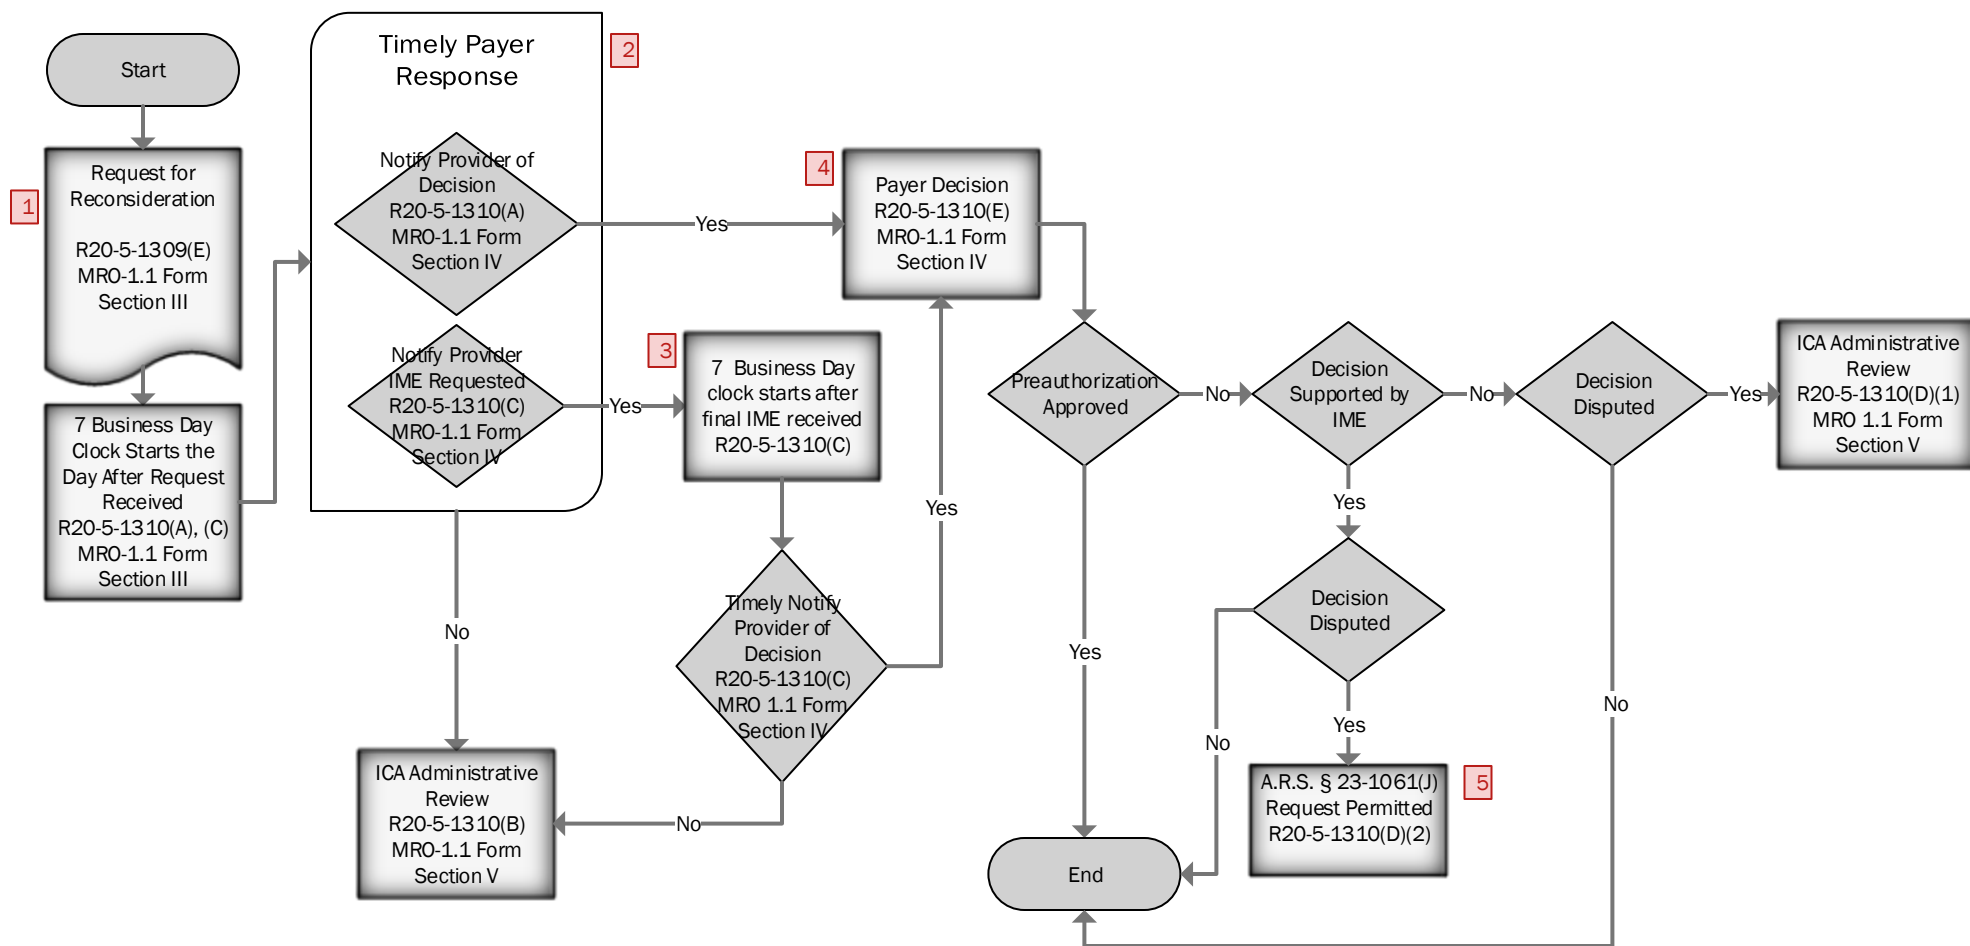 Start
1
Request for
Reconsideration
R20-5-1309(E)
MRO-1.1 Form
Section III
7 Business Day
Clock Starts the
Day After Request
Received
R20-5-1310(A), (C)
MRO-1.1 Form
Section III
Timely Payer
Response
2
Notify Provider of
Decision
R20-5-1310(A)
MRO-1.1 Form
Section IV
Yes
Notify Provider
IME Requested
R20-5-1310(C)
MRO-1.1 Form
Section IV
Yes
No
3
7 Business Day
clock starts after
final IME received
R20-5-1310(C)
Timely Notify
Provider of
Decision
R20-5-1310(C)
MRO 1.1 Form
Section IV
Yes
No
ICA Administrative
Review
R20-5-1310(B)
MRO-1.1 Form
Section V
4
Payer Decision
R20-5-1310(E)
MRO-1.1 Form
Section IV
Preauthorization
Approved
No
Yes
Decision
Supported by
IME
No
Yes
Decision
Disputed
Yes
No
ICA Administrative
Review
R20-5-1310(D)(1)
MRO 1.1 Form
Section V
Decision
Disputed
No
Yes
A.R.S. § 23-1061(J)
Request Permitted
R20-5-1310(D)(2)
5
End